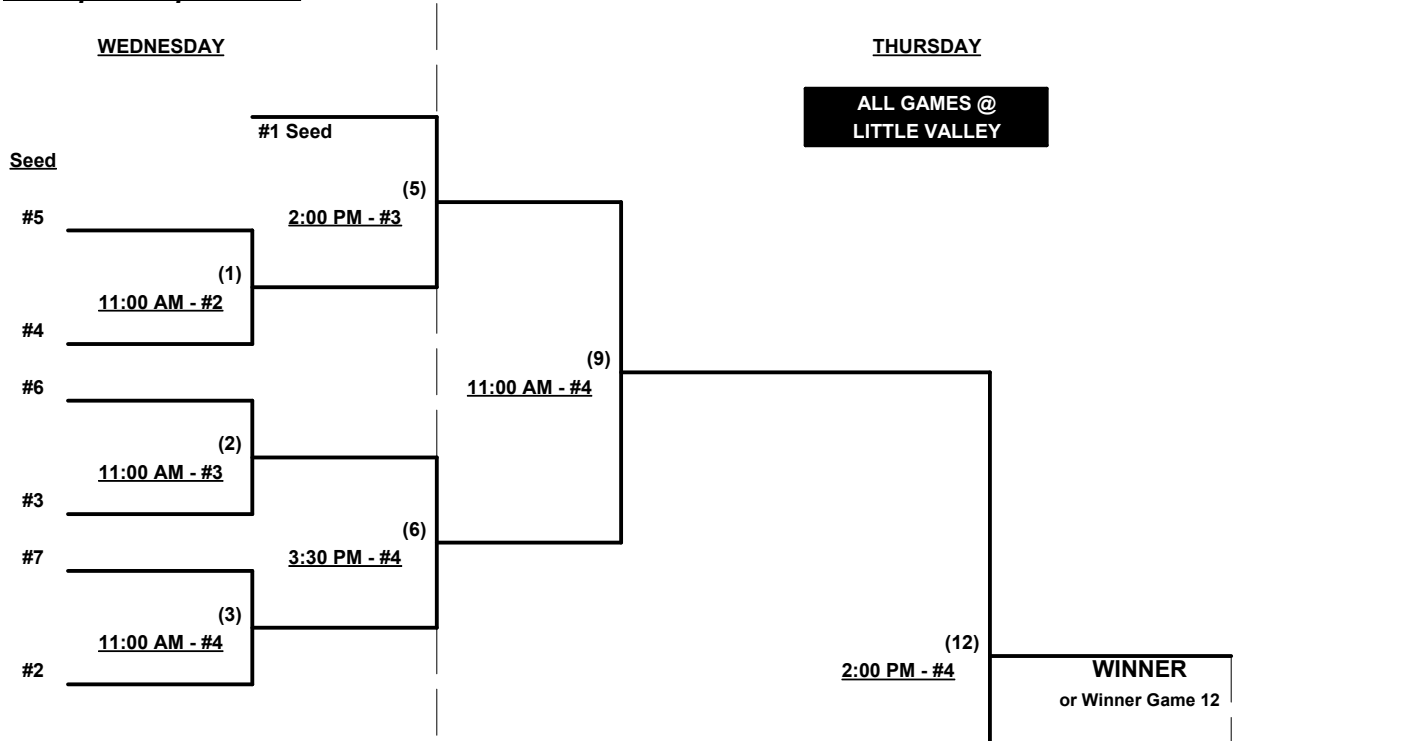 WEDNESDAY
THURSDAY
ALL GAMES @
LITTLE VALLEY
#1 Seed
Seed
(5)
#5
2:00 PM - #3
(1)
11:00 AM - #2
#4
(9)
#6
11:00 AM - #4
(2)
11:00 AM - #3
#3
(6)
#7
3:30 PM - #4
(3)
11:00 AM - #4
(12)
#2
2:00 PM - #4
WINNER
or Winner Game 12